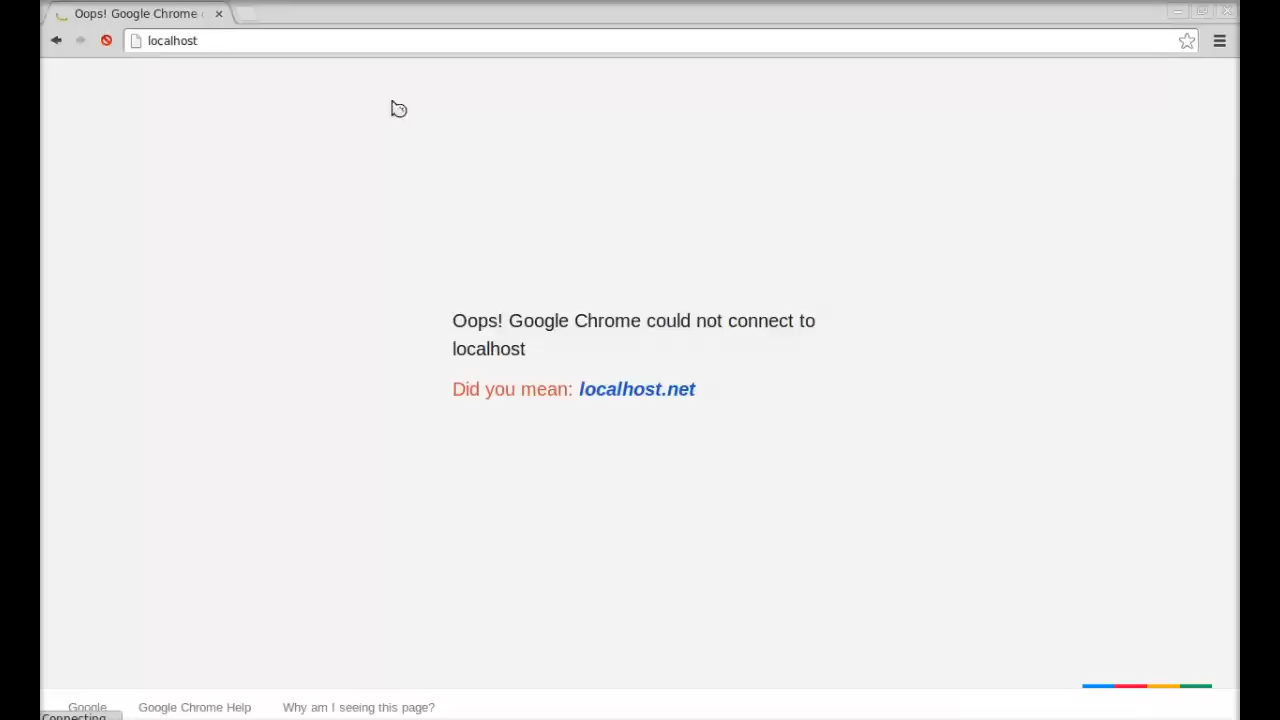 Oops! Google Chrome
localhost
Oops! Google Chrome could not connect to
localhost
Did you mean: localhost.net
Google Google Chrome Help Why am I seeing this page?
Connecting